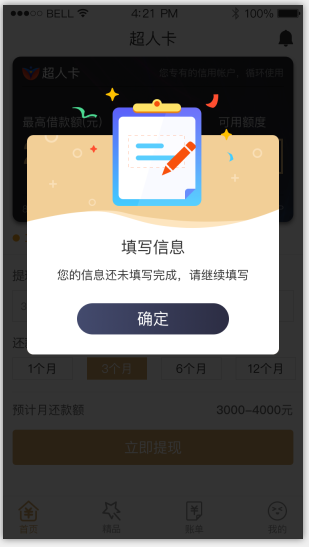 BELL 4:21 PM 100%
超人卡
超人卡 您专有的信用帐户，循环使用
最高借款额(元) 可用额度
填写信息
您的信息还未填写完成，请继续填写
确定
1个月 3个月 6个月 12个月
预计月还款额 3000-4000元
立即提现
首页 精品 账单 我的